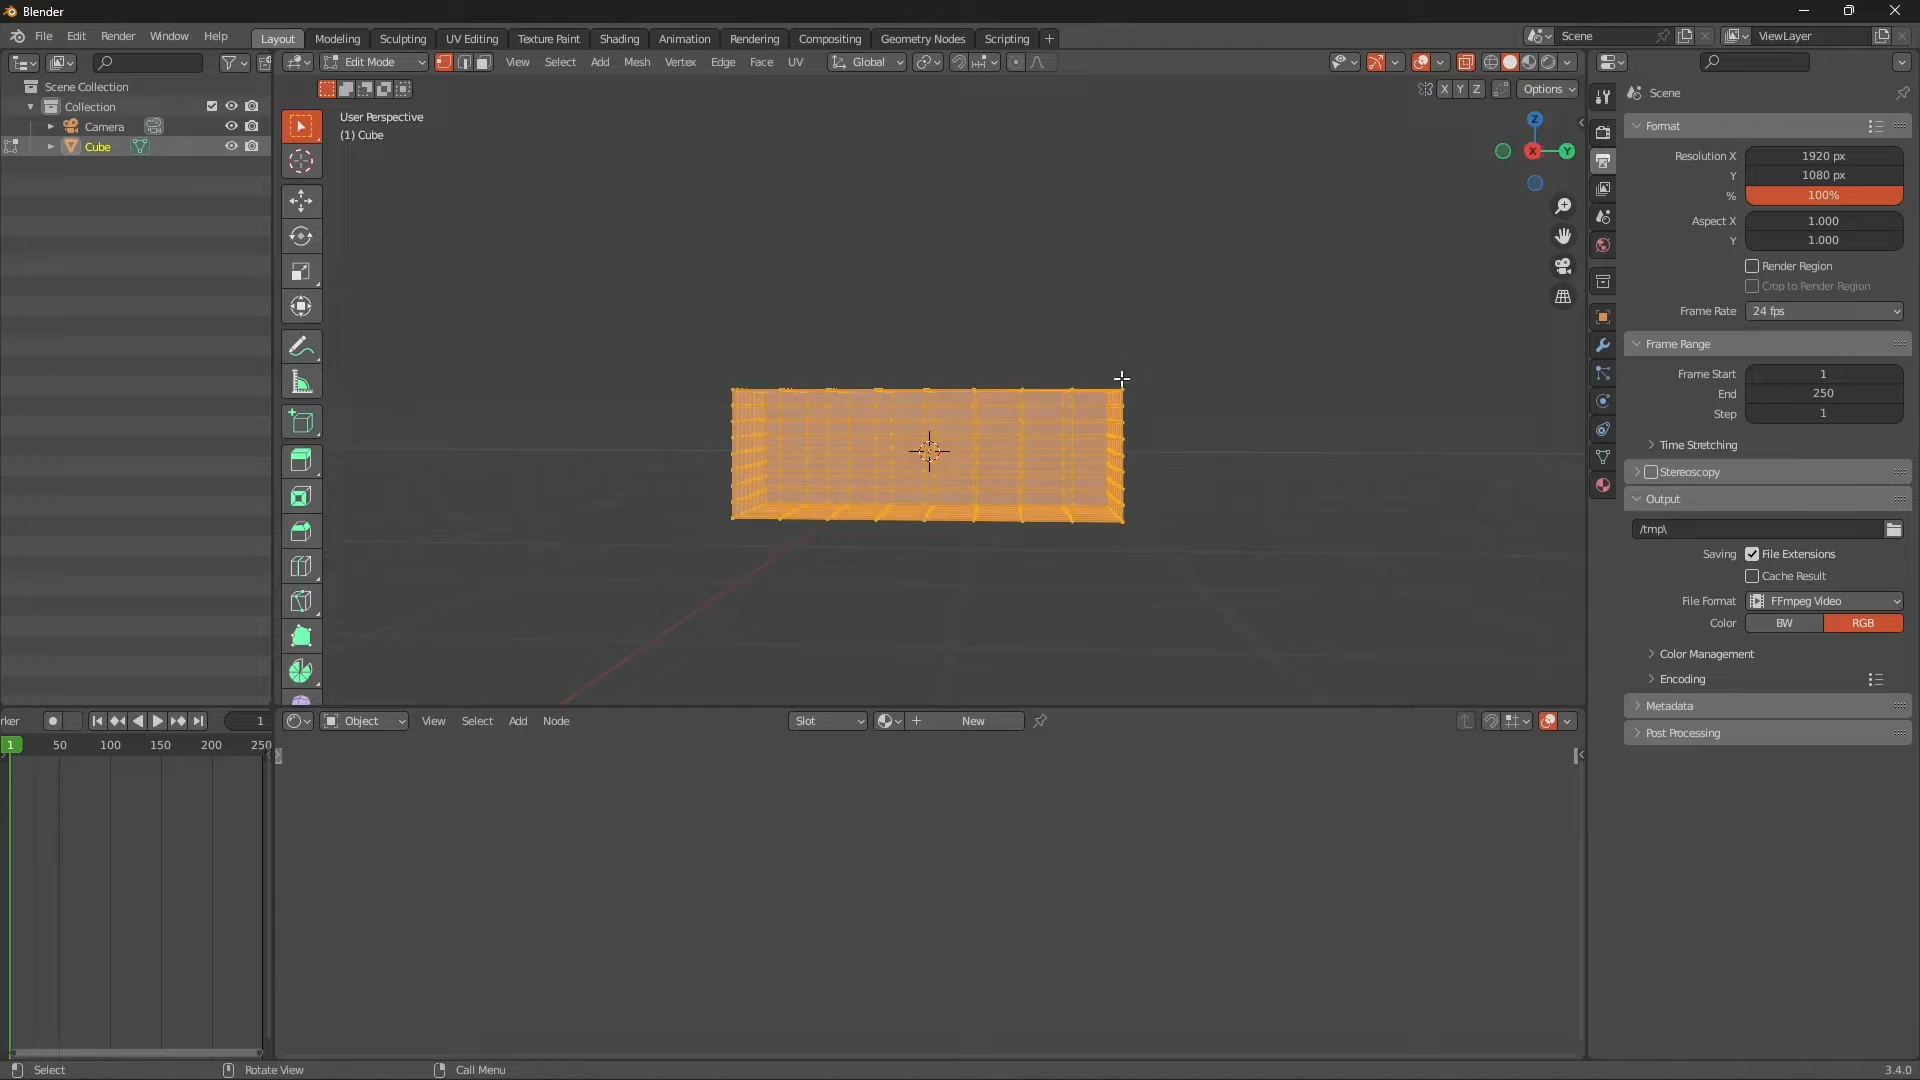 Blender
File Edit Render Window Help Layout Modeling Sculpting UV Editing Texture Paint Shading Animation Rendering Compositing Geometry Nodes Scripting + Scene ViewLayer
Edit Mode View Select Add Mesh Vertex Edge Face UV Global
Scene Collection
X Y Z Options
Collection
Camera
Cube
User Perspective
(1) Cube
Z
X
Y
Scene
Format
Resolution X 1920 px
Y 1080 px
% 100%
Aspect X 1.000
Y 1.000
Render Region
Crop to Render Region
Frame Rate 24 fps
Frame Range
Frame Start 1
End 250
Step 1
Time Stretching
Stereoscopy
Output
/tmp\
Saving File Extensions
Cache Result
File Format FFmpeg Video
Color BW RGB
Color Management
Encoding
Metadata
Post Processing
rker 1
1 50 100 150 200 250
Object View Select Add Node Slot New
Select Rotate View Call Menu 3.4.0